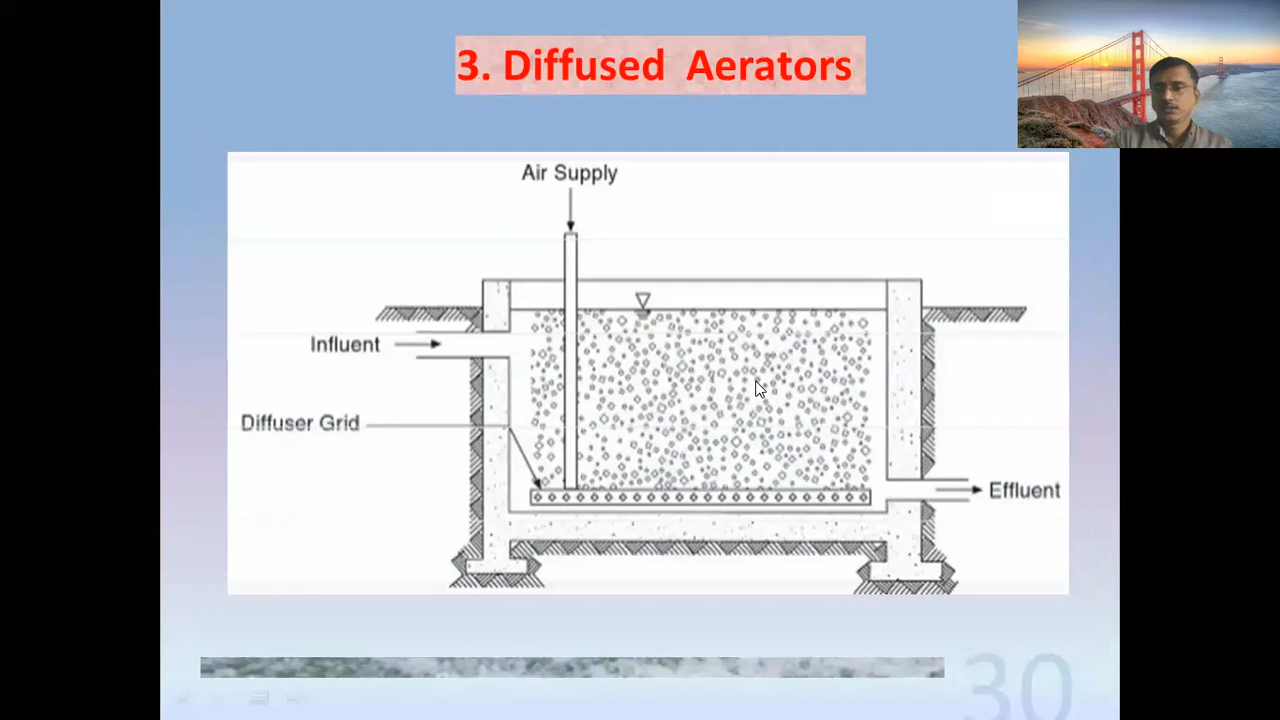 3. Diffused Aerators
Air Supply
Influent
Diffuser Grid
Effluent
30